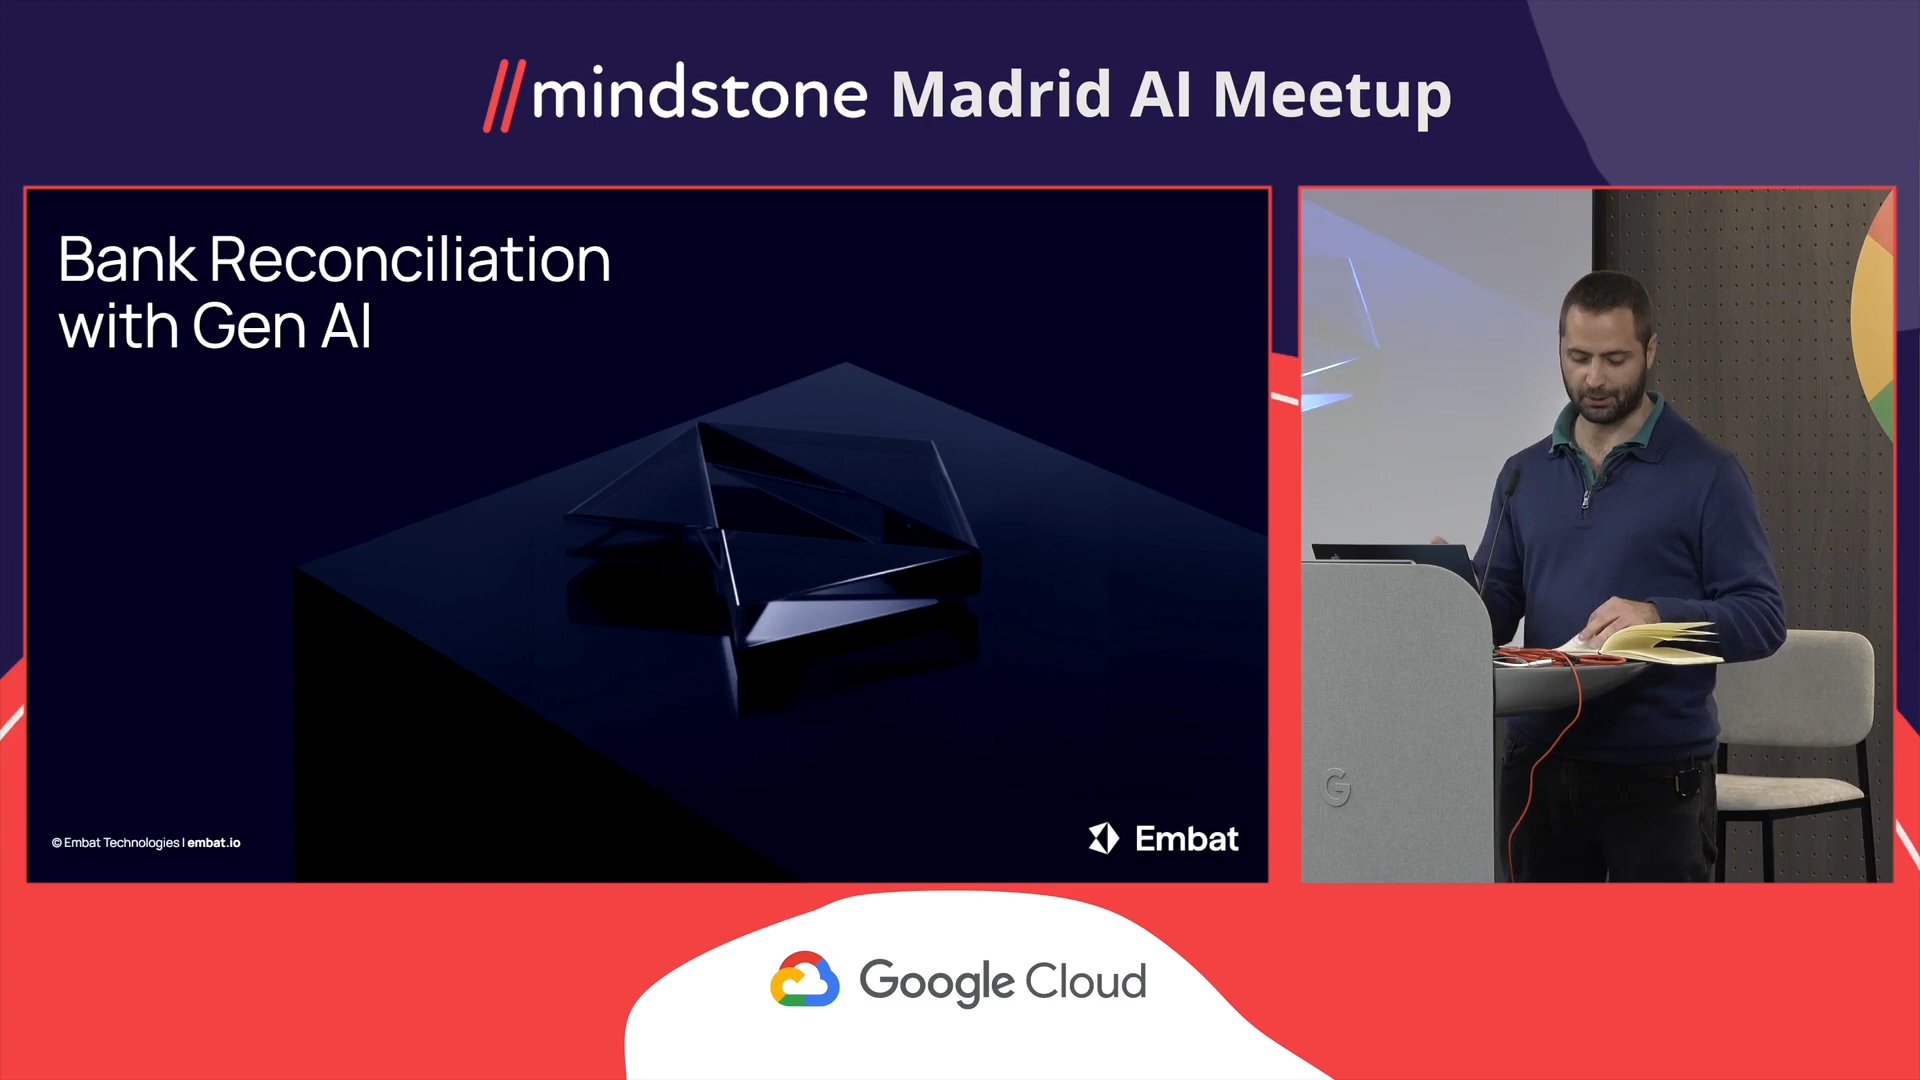 //mindstone Madrid AI Meetup
Bank Reconciliation
with Gen AI
© Embat Technologies | embat.io
Embat
G
Google Cloud